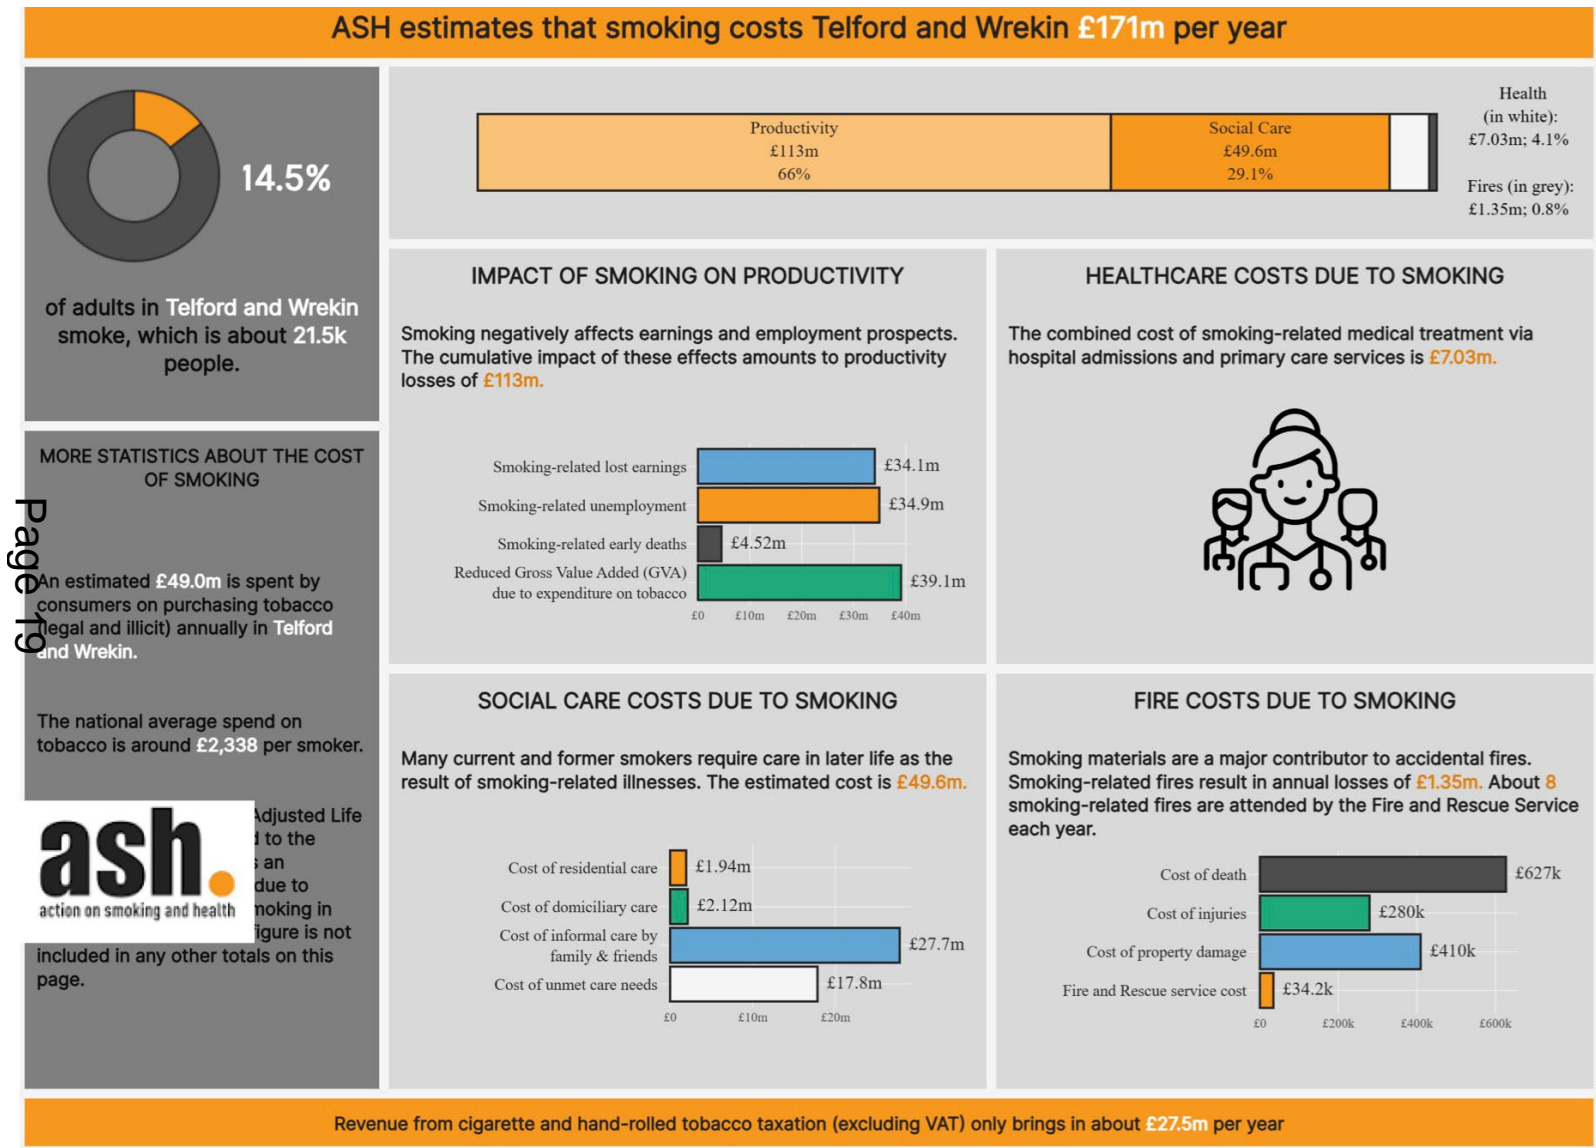 ASH estimates that smoking costs Telford and Wrekin £171m per year
14.5%
of adults in Telford and Wrekin
smoke, which is about 21.5k
people.
Productivity
£113m
66%
Social Care
£49.6m
29.1%
Health
(in white):
£7.03m; 4.1%
Fires (in grey):
£1.35m; 0.8%
MORE STATISTICS ABOUT THE COST
OF SMOKING
An estimated £49.0m is spent by
consumers on purchasing tobacco
(legal and illicit) annually in Telford
and Wrekin.
The national average spend on
tobacco is around £2,338 per smoker.
Adjusted Life
to the
an
due to
smoking in
figure is not
included in any other totals on this
page.
ash.
action on smoking and health
Page 19
IMPACT OF SMOKING ON PRODUCTIVITY
Smoking negatively affects earnings and employment prospects.
The cumulative impact of these effects amounts to productivity
losses of £113m.
Smoking-related lost earnings £34.1m
Smoking-related unemployment £34.9m
Smoking-related early deaths £4.52m
Reduced Gross Value Added (GVA)
due to expenditure on tobacco £39.1m
£0 £10m £20m £30m £40m
HEALTHCARE COSTS DUE TO SMOKING
The combined cost of smoking-related medical treatment via
hospital admissions and primary care services is £7.03m.
SOCIAL CARE COSTS DUE TO SMOKING
Many current and former smokers require care in later life as the
result of smoking-related illnesses. The estimated cost is £49.6m.
Cost of residential care £1.94m
Cost of domiciliary care £2.12m
Cost of informal care by
family & friends £27.7m
Cost of unmet care needs £17.8m
£0 £10m £20m
FIRE COSTS DUE TO SMOKING
Smoking materials are a major contributor to accidental fires.
Smoking-related fires result in annual losses of £1.35m. About 8
smoking-related fires are attended by the Fire and Rescue Service
each year.
Cost of death £627k
Cost of injuries £280k
Cost of property damage £410k
Fire and Rescue service cost £34.2k
£0 £200k £400k £600k
Revenue from cigarette and hand-rolled tobacco taxation (excluding VAT) only brings in about £27.5m per year